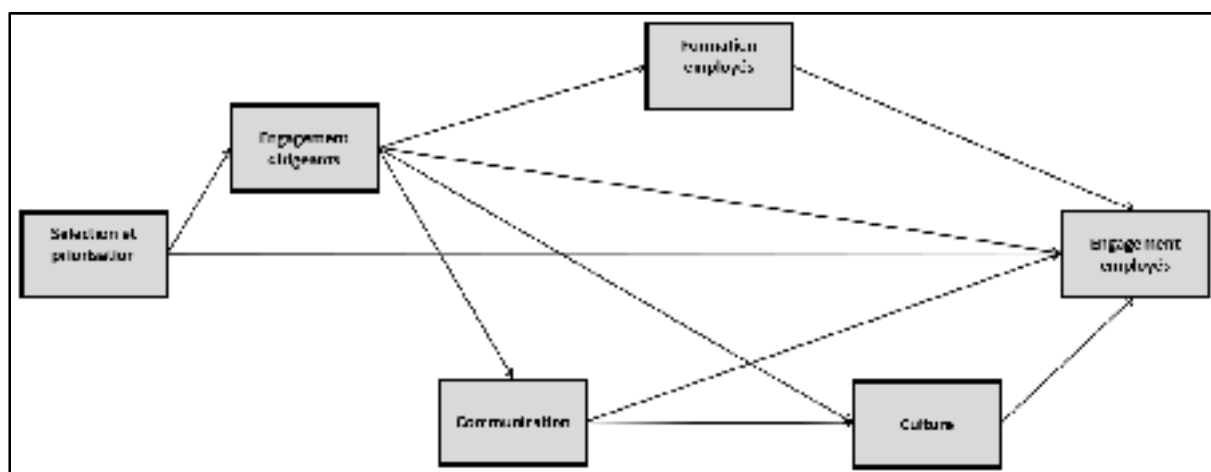 Formation
employés
Engagement
dirigeants
Sélection et
priorisation
Engagement
employés
Communication
Culture